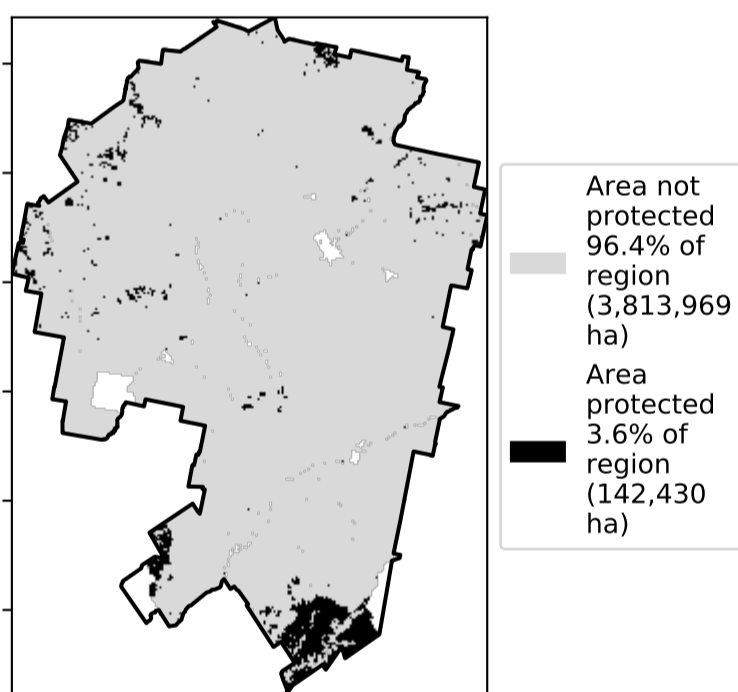 Area not
protected
96.4% of
region
(3,813,969
ha)
Area
protected
3.6% of
region
(142,430
ha)